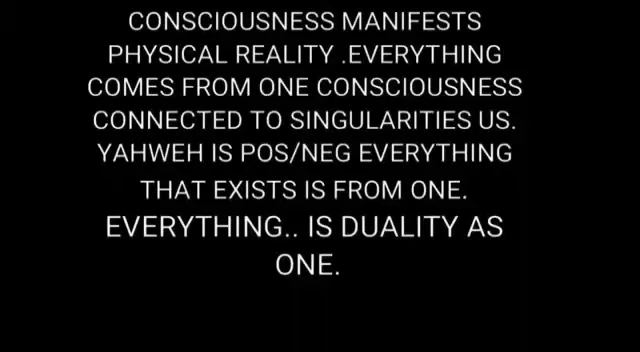 CONSCIOUSNESS MANIFESTS
PHYSICAL REALITY .EVERYTHING
COMES FROM ONE CONSCIOUSNESS
CONNECTED TO SINGULARITIES US.
YAHWEH IS POS/NEG EVERYTHING
THAT EXISTS IS FROM ONE.
EVERYTHING.. IS DUALITY AS
ONE.